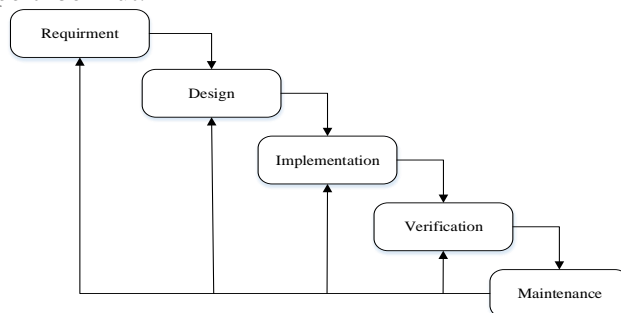 Requirment
Design
Implementation
Verification
Maintenance